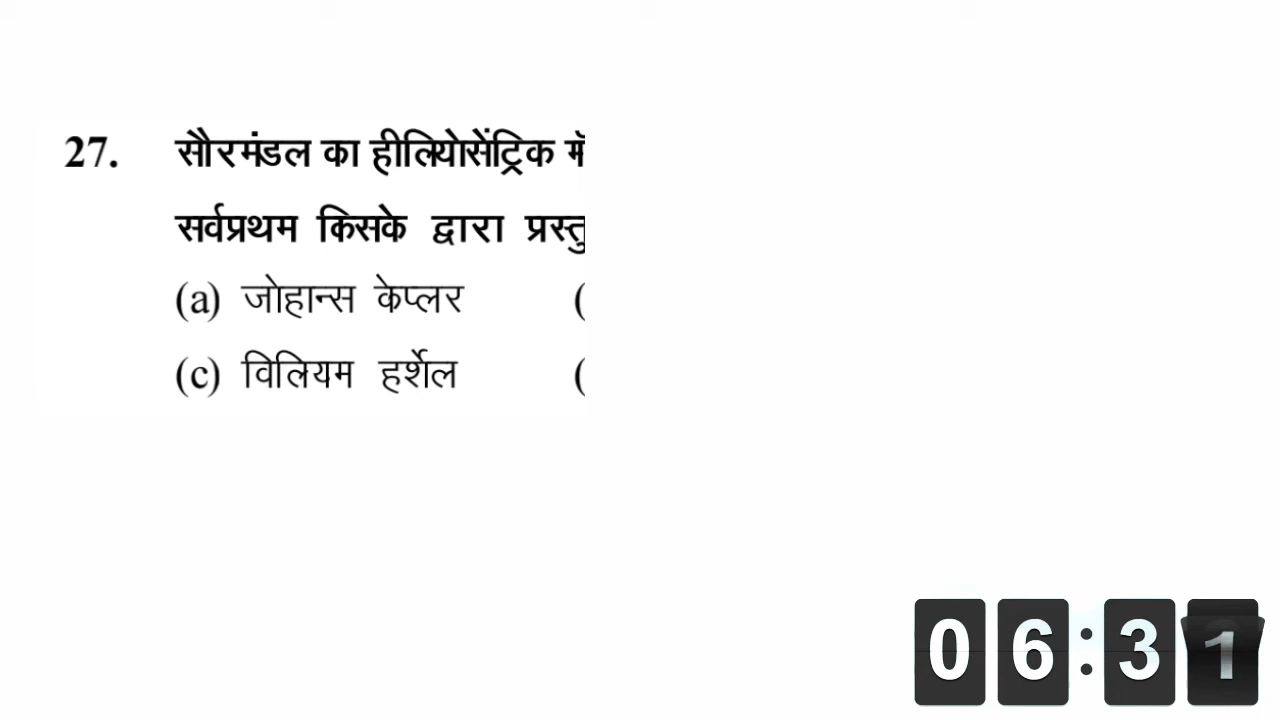 27. सौरमंडल का हीलियोसेंट्रिक
सर्वप्रथम किसके द्वारा
(a) जोहान्स केप्लर (
(c) विलियम हर्शेल (
06:31